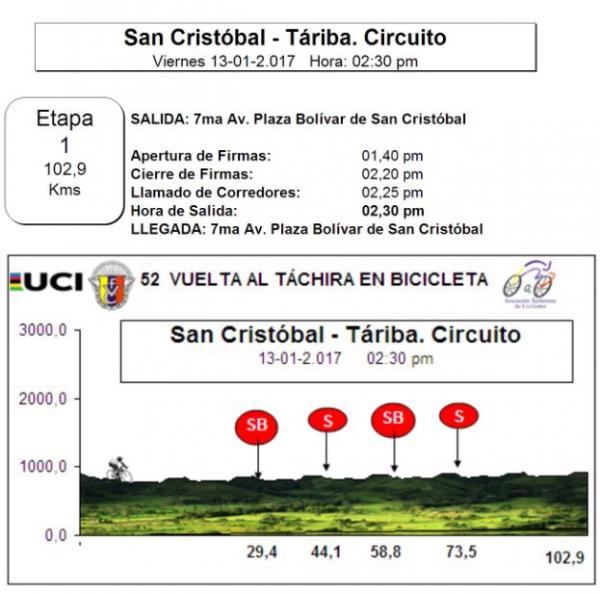 San Cristóbal - Táriba. Circuito
Viernes 13-01-2.017 Hora: 02:30 pm
Etapa
1
102,9
Kms
SALIDA: 7ma Av. Plaza Bolívar de San Cristóbal
Apertura de Firmas: 01,40 pm
Cierre de Firmas: 02,20 pm
Llamado de Corredores: 02,25 pm
Hora de Salida: 02,30 pm
LLEGADA: 7ma Av. Plaza Bolívar de San Cristóbal
UCI 52 VUELTA AL TÁCHIRA EN BICICLETA
Asociación Tachirense
de Ciclismo
San Cristóbal - Táriba. Circuito
13-01-2.017 02:30 pm
3000,0
2000,0
1000,0
0,0
SB S SB S
29,4 44,1 58,8 73,5 102,9